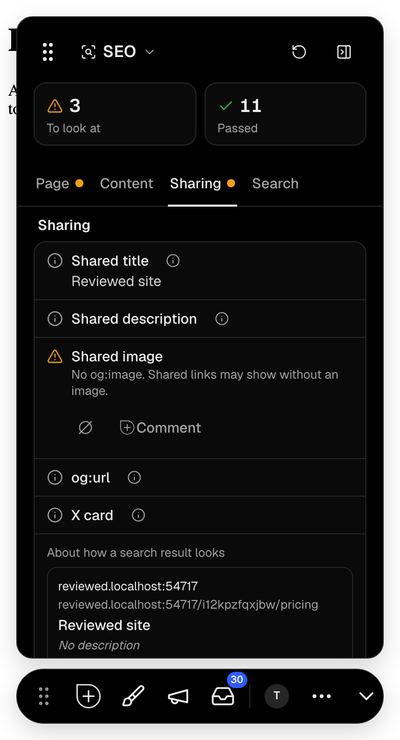 SEO
3
To look at
11
Passed
Page
Content
Sharing
Search
Sharing
Shared title
Reviewed site
Shared description
Shared image
No og:image. Shared links may show without an
image.
Comment
og:url
X card
About how a search result looks
reviewed.localhost:54717
reviewed.localhost:54717/i12kpzfqxjbw/pricing
Reviewed site
No description
30
T